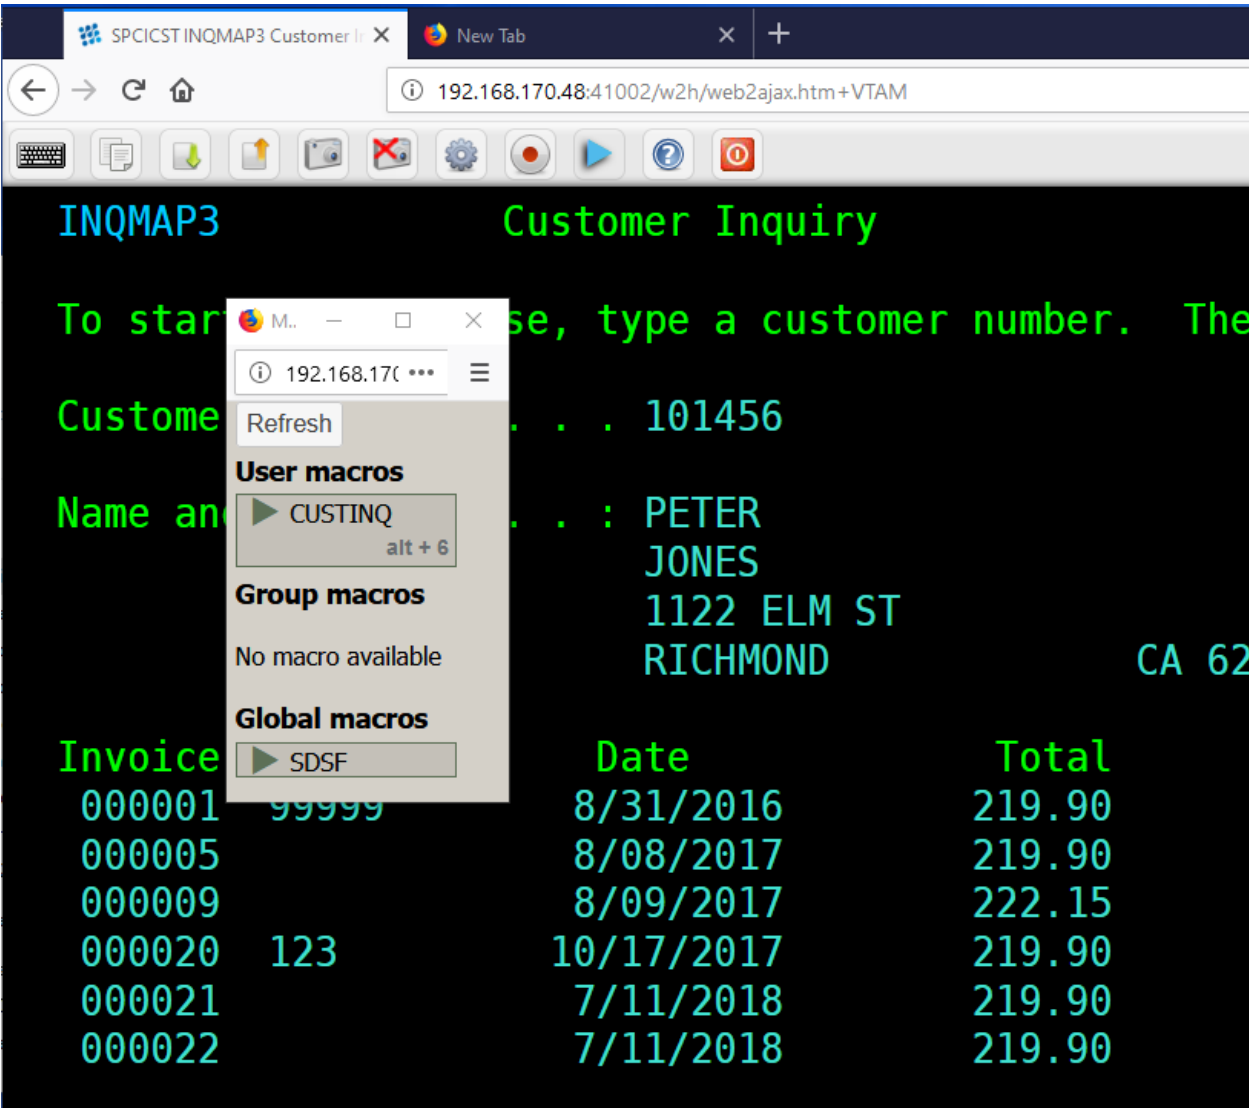 SPCICST INQMAP3 Customer In
New Tab
192.168.170.48:41002/w2h/web2ajax.htm+VTAM
INQMAP3 Customer Inquiry
To star se, type a customer number. The
M..
192.168.170 •••
Refresh
Custome . . . 101456
User macros
CUSTINQ
alt + 6
Name an . . : PETER
JONES
Group macros
1122 ELM ST
No macro available
RICHMOND CA 62
Global macros
SDSF
Invoice Date Total
000001 99999 8/31/2016 219.90
000005 8/08/2017 219.90
000009 8/09/2017 222.15
000020 123 10/17/2017 219.90
000021 7/11/2018 219.90
000022 7/11/2018 219.90